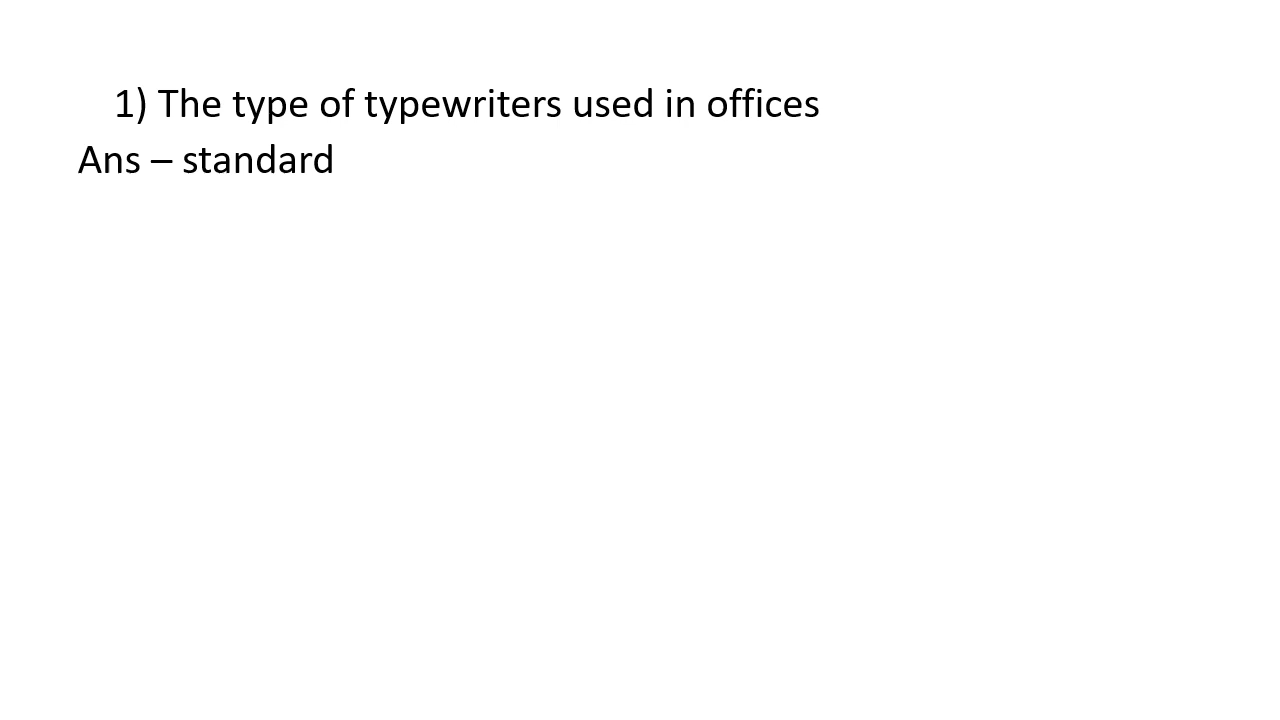 1) The type of typewriters used in offices
Ans – standard